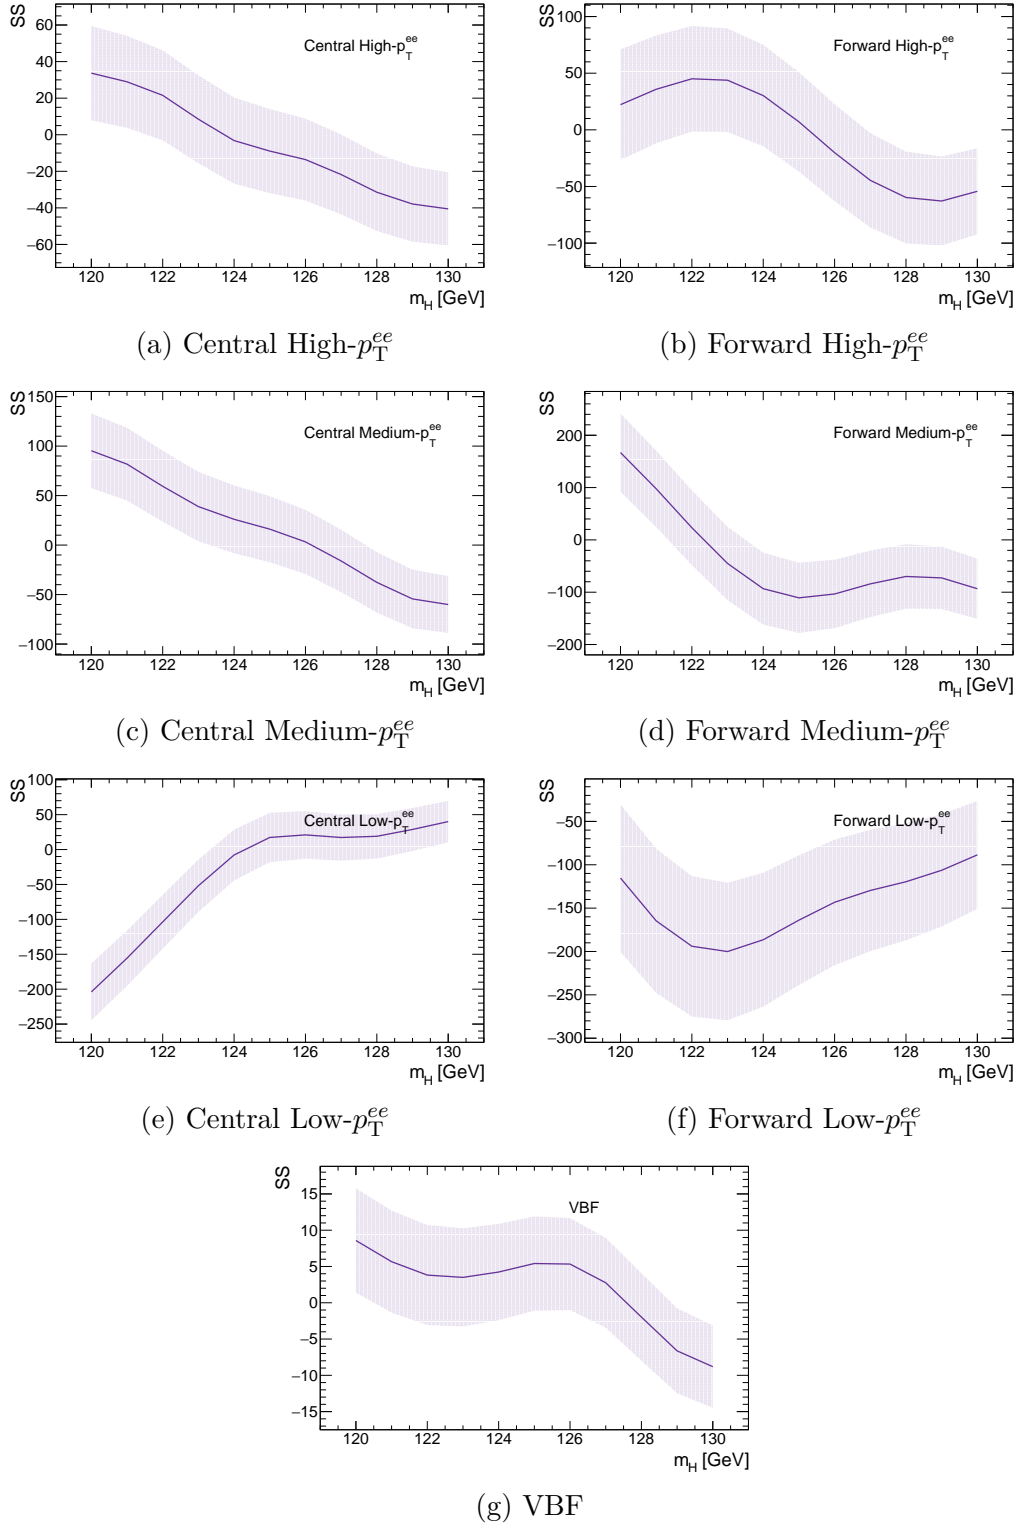 SS
60
40
20
0
−20
−40
−60
Central High-p_T^ee
120 122 124 126 128 130
m_H [GeV]
(a) Central High-p_T^ee
SS
100
50
0
−50
−100
Forward High-p_T^ee
120 122 124 126 128 130
m_H [GeV]
(b) Forward High-p_T^ee
SS
150
100
50
0
−50
−100
Central Medium-p_T^ee
120 122 124 126 128 130
m_H [GeV]
(c) Central Medium-p_T^ee
SS
200
100
0
−100
−200
Forward Medium-p_T^ee
120 122 124 126 128 130
m_H [GeV]
(d) Forward Medium-p_T^ee
SS
100
50
0
−50
−100
−150
−200
−250
Central Low-p_T^ee
120 122 124 126 128 130
m_H [GeV]
(e) Central Low-p_T^ee
SS
−50
−100
−150
−200
−250
−300
Forward Low-p_T^ee
120 122 124 126 128 130
m_H [GeV]
(f) Forward Low-p_T^ee
SS
15
10
5
0
−5
−10
−15
VBF
120 122 124 126 128 130
m_H [GeV]
(g) VBF